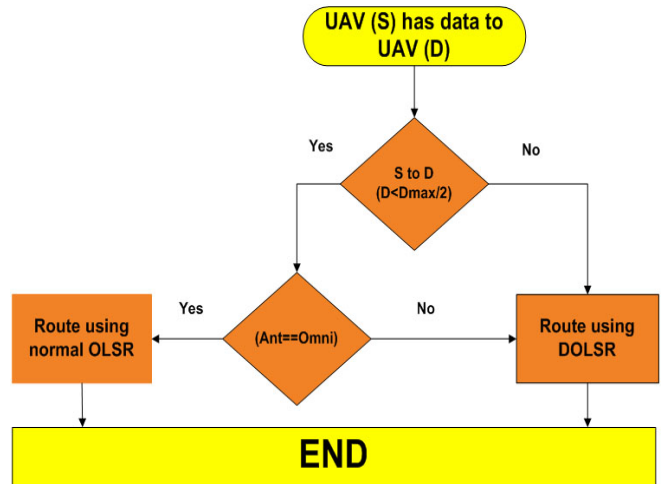 UAV (S) has data to
UAV (D)
Yes
No
S to D
(D<Dmax/2)
Yes
No
Route using
normal OLSR
(Ant==Omni)
Route using
DOLSR
END